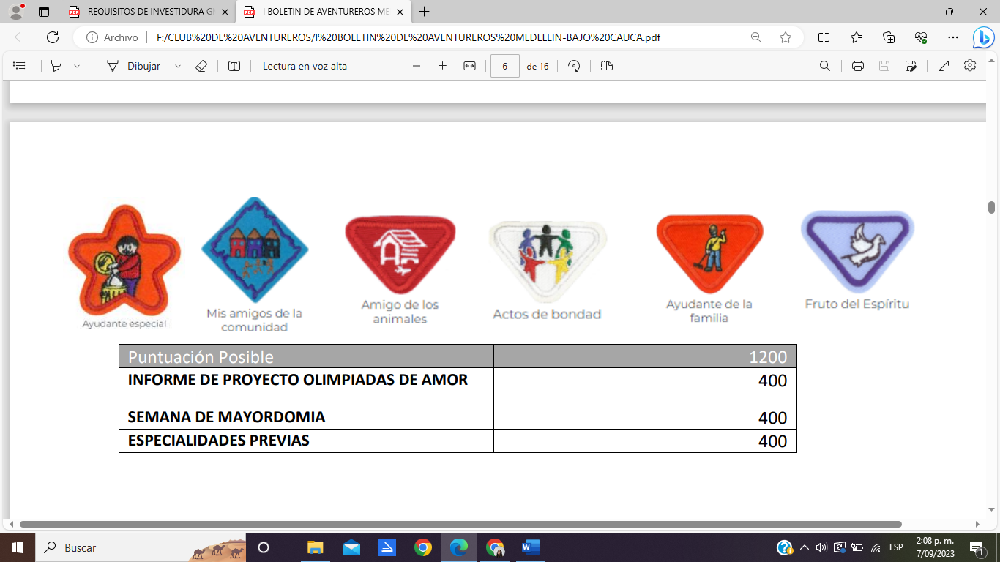 REQUISITOS DE INVESTIDURA GI
I BOLETIN DE AVENTUREROS ME
Archivo
F:/CLUB%20DE%20AVENTUREROS/I%20BOLETIN%20DE%20AVENTUREROS%20MEDELLIN-BAJO%20CAUCA.pdf
Dibujar
Lectura en voz alta
6
de 16
Ayudante especial
Mis amigos de la
comunidad
Amigo de los
animales
Actos de bondad
Ayudante de la
familia
Fruto del Espíritu
Puntuación Posible 1200
INFORME DE PROYECTO OLIMPIADAS DE AMOR 400
SEMANA DE MAYORDOMIA 400
ESPECIALIDADES PREVIAS 400
Buscar
ESP
2:08 p. m.
7/09/2023
1